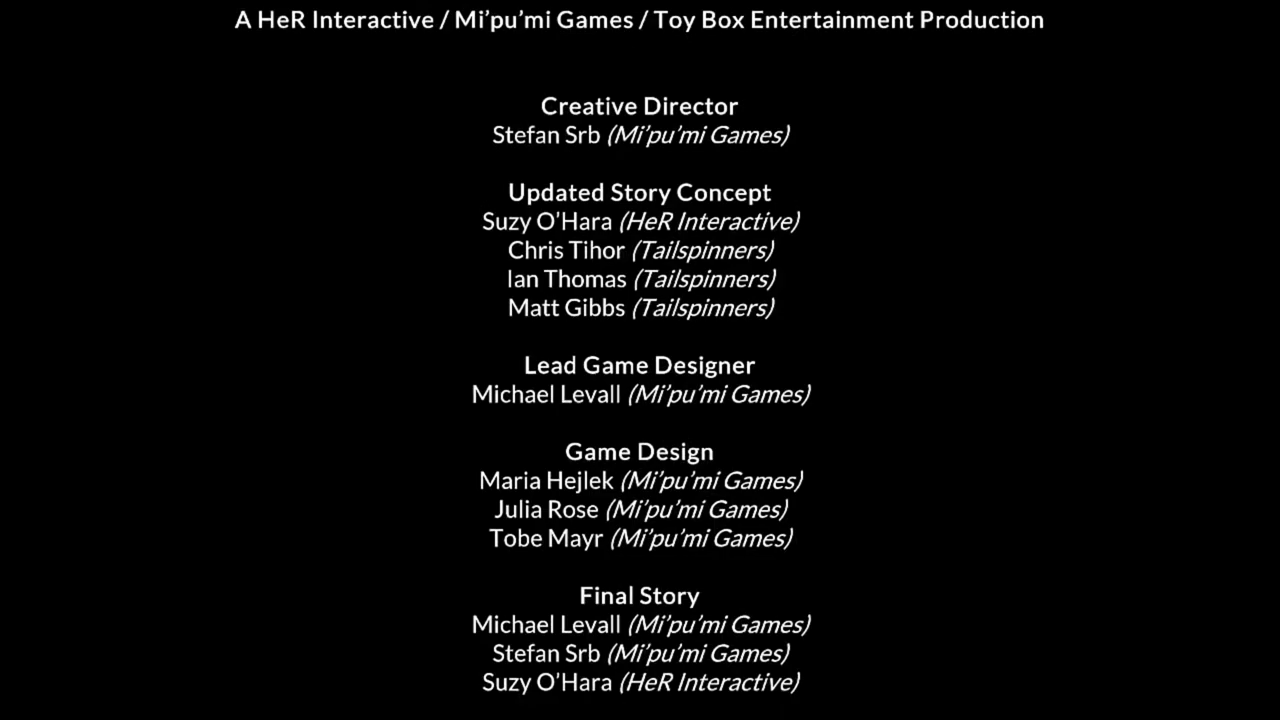 A HeR Interactive / Mi’pu’mi Games / Toy Box Entertainment Production
Creative Director
Stefan Srb (Mi’pu’mi Games)
Updated Story Concept
Suzy O'Hara (HeR Interactive)
Chris Tihor (Tailspinners)
Ian Thomas (Tailspinners)
Matt Gibbs (Tailspinners)
Lead Game Designer
Michael Levall (Mi’pu’mi Games)
Game Design
Maria Hejlek (Mi’pu’mi Games)
Julia Rose (Mi’pu’mi Games)
Tobe Mayr (Mi’pu’mi Games)
Final Story
Michael Levall (Mi’pu’mi Games)
Stefan Srb (Mi’pu’mi Games)
Suzy O'Hara (HeR Interactive)